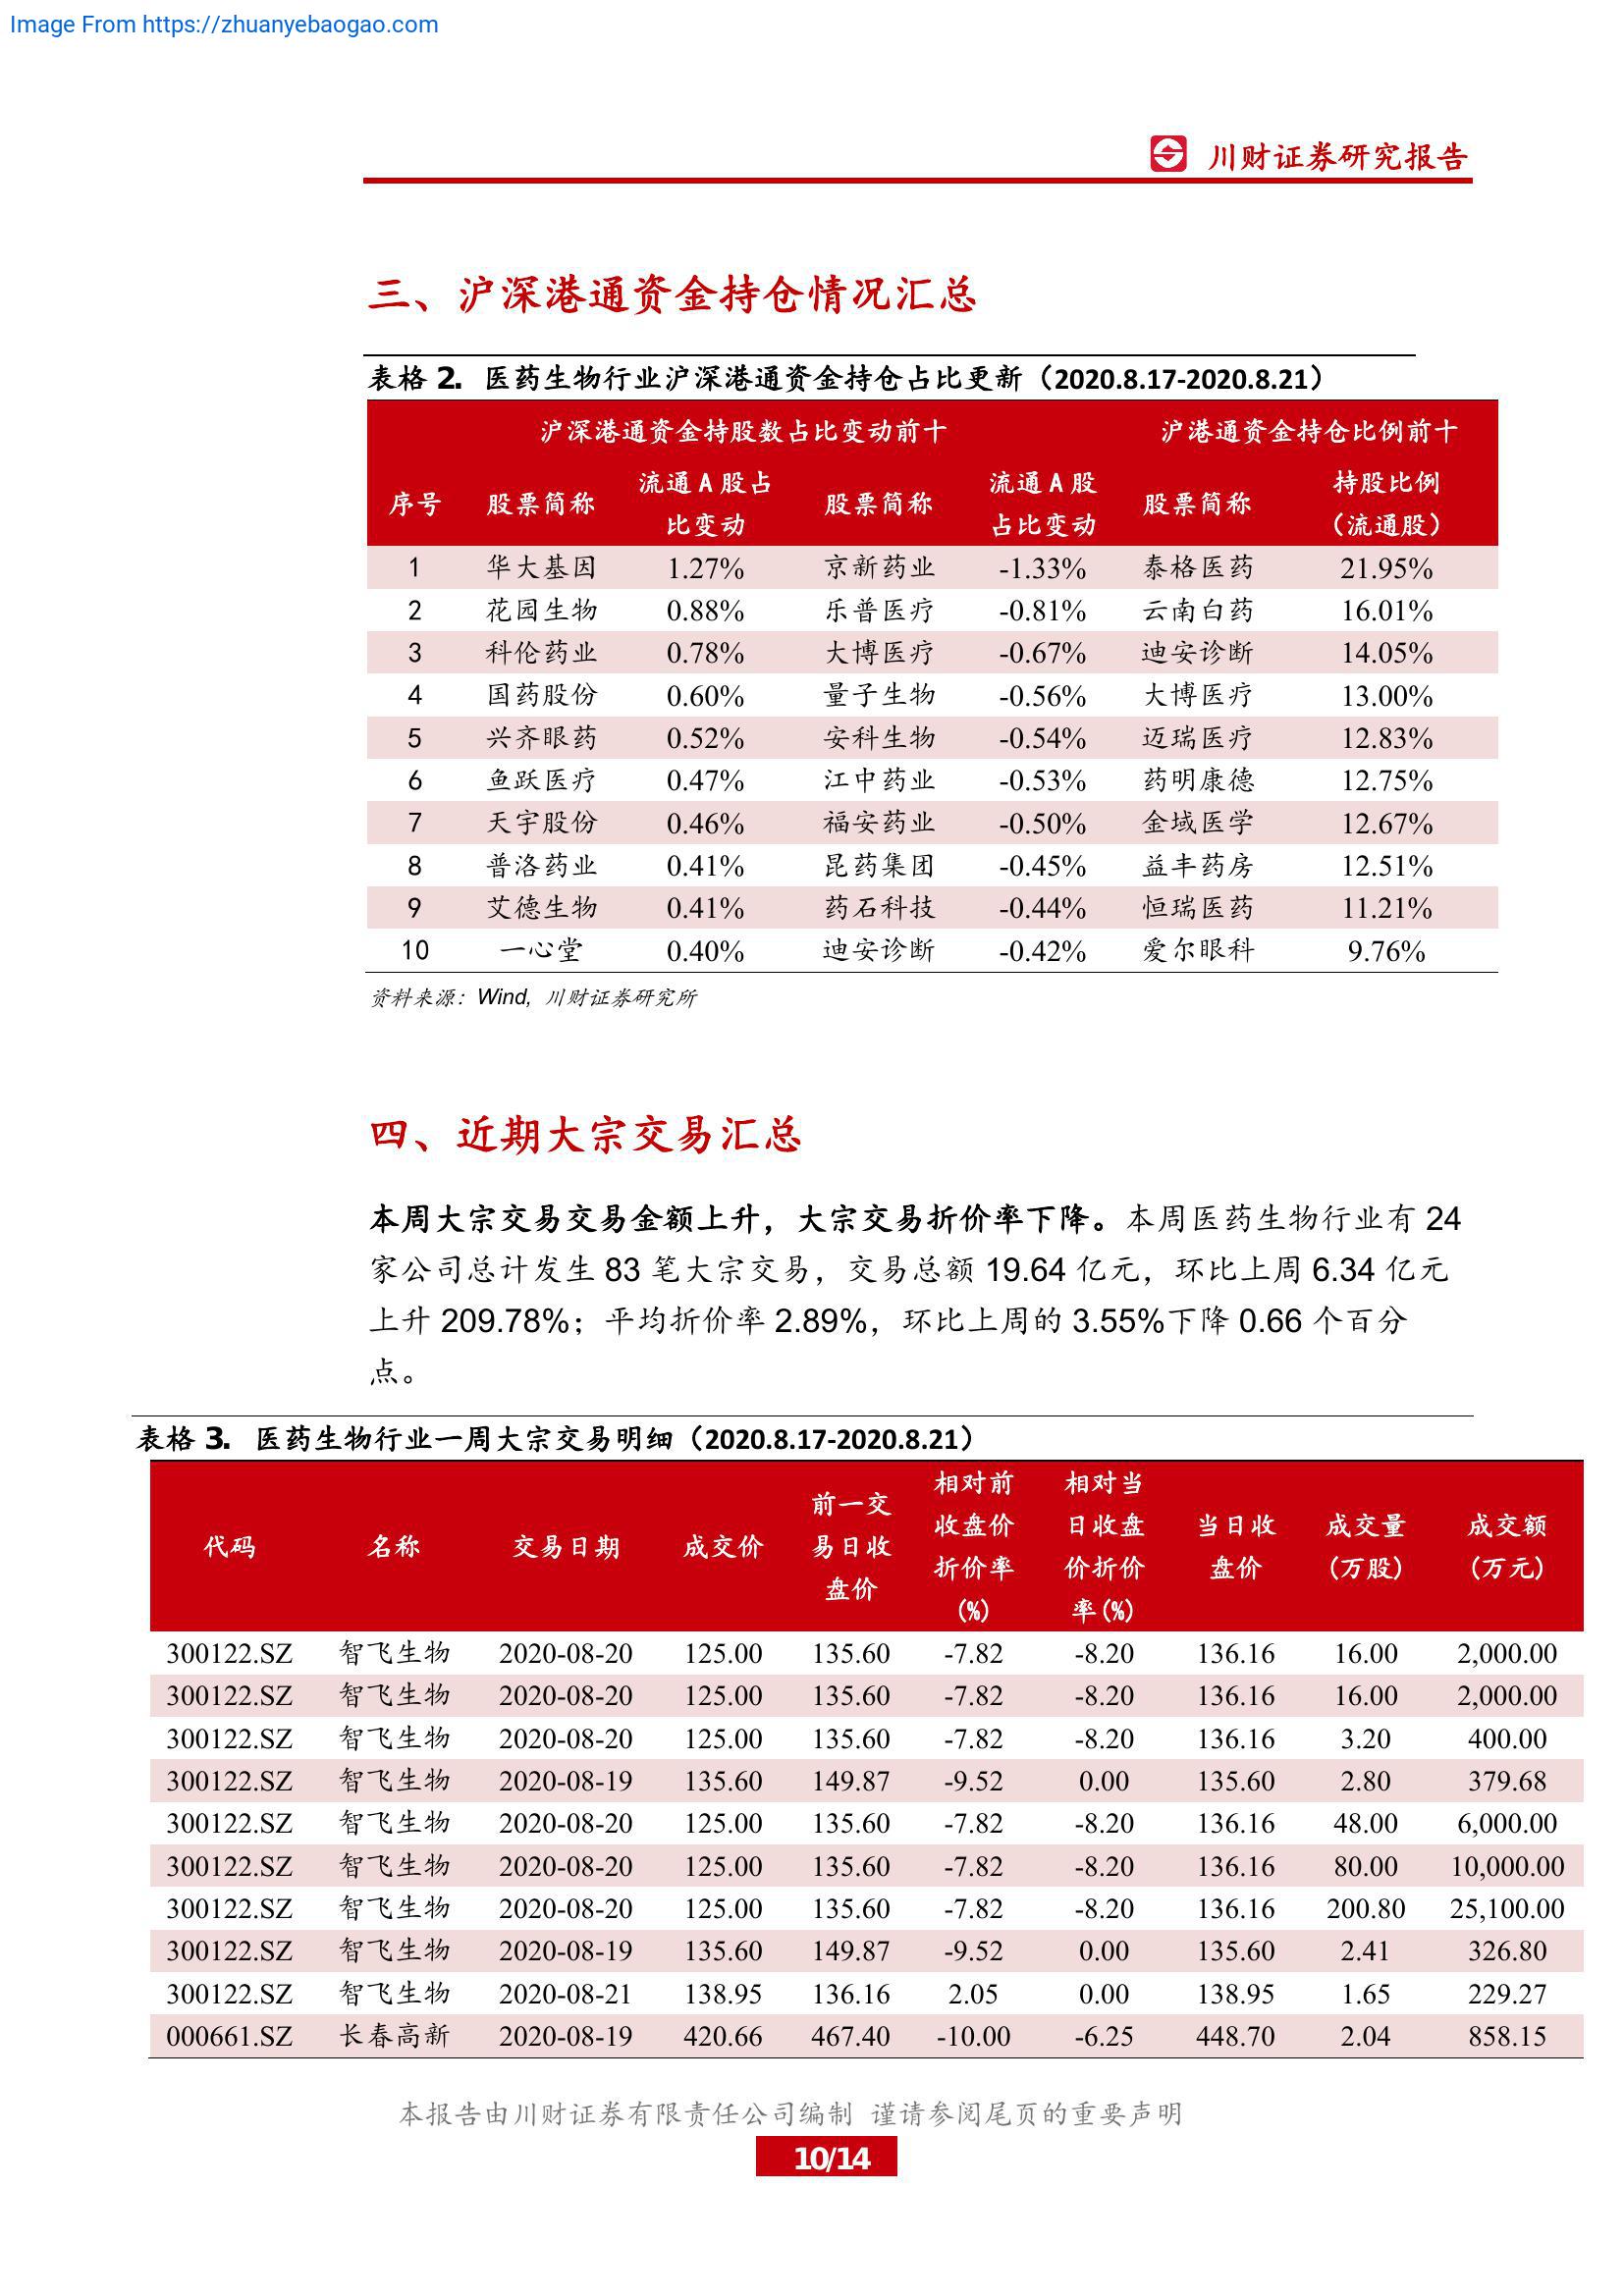 Image From https://zhuanyebaogao.com
川财证券研究报告
三、沪深港通资金持仓情况汇总
表格 2. 医药生物行业沪深港通资金持仓占比更新（2020.8.17-2020.8.21）
沪深港通资金持股数占比变动前十 沪港通资金持仓比例前十
序号 股票简称 流通 A 股占比变动 股票简称 流通 A 股占比变动 股票简称 持股比例（流通股）
1 华大基因 1.27% 京新药业 -1.33% 泰格医药 21.95%
2 花园生物 0.88% 乐普医疗 -0.81% 云南白药 16.01%
3 科伦药业 0.78% 大博医疗 -0.67% 迪安诊断 14.05%
4 国药股份 0.60% 量子生物 -0.56% 大博医疗 13.00%
5 兴齐眼药 0.52% 安科生物 -0.54% 迈瑞医疗 12.83%
6 鱼跃医疗 0.47% 江中药业 -0.53% 药明康德 12.75%
7 天宇股份 0.46% 福安药业 -0.50% 金域医学 12.67%
8 普洛药业 0.41% 昆药集团 -0.45% 益丰药房 12.51%
9 艾德生物 0.41% 药石科技 -0.44% 恒瑞医药 11.21%
10 一心堂 0.40% 迪安诊断 -0.42% 爱尔眼科 9.76%
资料来源：Wind, 川财证券研究所
四、近期大宗交易汇总
本周大宗交易交易金额上升，大宗交易折价率下降。本周医药生物行业有 24
家公司总计发生 83 笔大宗交易，交易总额 19.64 亿元，环比上周 6.34 亿元
上升 209.78%；平均折价率 2.89%，环比上周的 3.55%下降 0.66 个百分
点。
表格 3. 医药生物行业一周大宗交易明细（2020.8.17-2020.8.21）
代码 名称 交易日期 成交价 前一交易日收盘价 相对前收盘价折价率(%) 相对当日收盘价折价率(%) 当日收盘价 成交量(万股) 成交额(万元)
300122.SZ 智飞生物 2020-08-20 125.00 135.60 -7.82 -8.20 136.16 16.00 2,000.00
300122.SZ 智飞生物 2020-08-20 125.00 135.60 -7.82 -8.20 136.16 16.00 2,000.00
300122.SZ 智飞生物 2020-08-20 125.00 135.60 -7.82 -8.20 136.16 3.20 400.00
300122.SZ 智飞生物 2020-08-19 135.60 149.87 -9.52 0.00 135.60 2.80 379.68
300122.SZ 智飞生物 2020-08-20 125.00 135.60 -7.82 -8.20 136.16 48.00 6,000.00
300122.SZ 智飞生物 2020-08-20 125.00 135.60 -7.82 -8.20 136.16 80.00 10,000.00
300122.SZ 智飞生物 2020-08-20 125.00 135.60 -7.82 -8.20 136.16 200.80 25,100.00
300122.SZ 智飞生物 2020-08-19 135.60 149.87 -9.52 0.00 135.60 2.41 326.80
300122.SZ 智飞生物 2020-08-21 138.95 136.16 2.05 0.00 138.95 1.65 229.27
000661.SZ 长春高新 2020-08-19 420.66 467.40 -10.00 -6.25 448.70 2.04 858.15
本报告由川财证券有限责任公司编制 谨请参阅尾页的重要声明
10/14